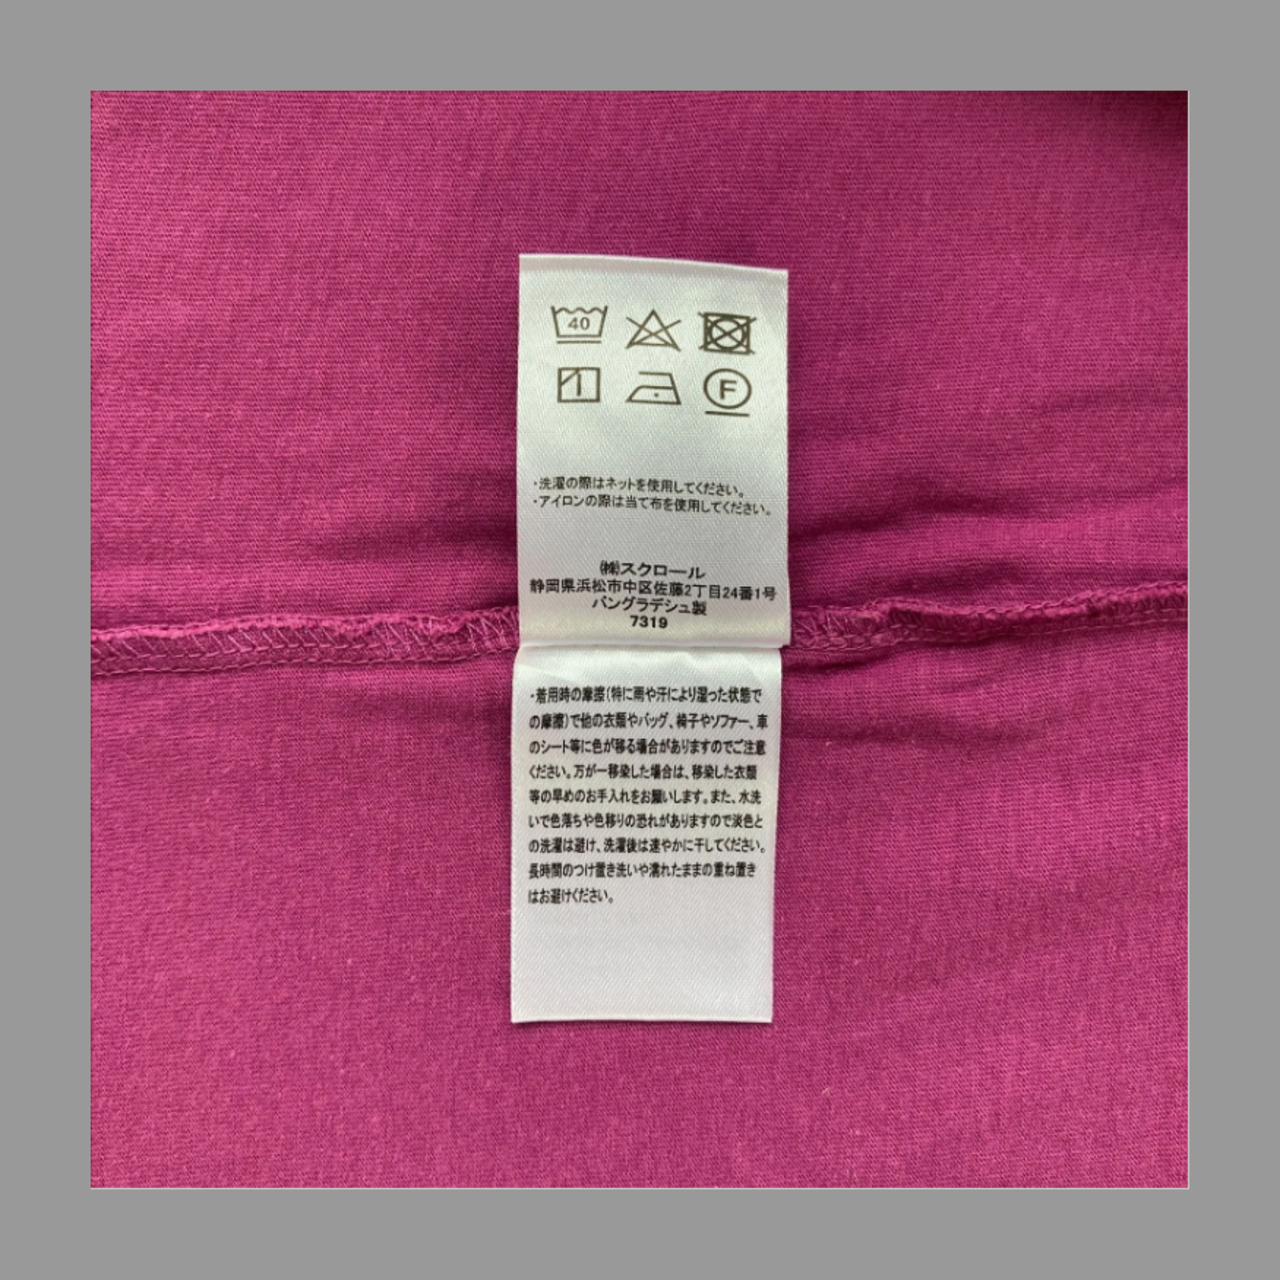 40
F
・洗濯の際はネットを使用してください。
・アイロンの際は当て布を使用してください。
㈱スクロール
静岡県浜松市中区佐藤2丁目24番1号
バングラデシュ製
7319
・着用時の摩擦(特に雨や汗により湿った状態で
の摩擦)で他の衣類やバッグ、椅子やソファー、車
のシート等に色が移る場合がありますのでご注意
ください。万が一移染した場合は、移染した衣類
等の早めのお手入れをお願いします。また、水洗
いで色落ちや色移りの恐れがありますので淡色と
の洗濯は避け、洗濯後は速やかに干してください。
長時間のつけ置き洗いや濡れたままの重ね置き
はお避けください。